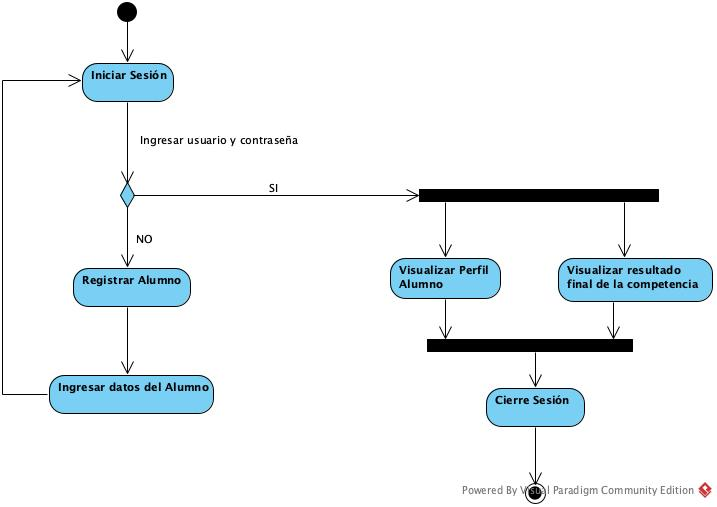 Iniciar Sesión
Ingresar usuario y contraseña
SI
NO
Registrar Alumno
Ingresar datos del Alumno
Visualizar Perfil
Alumno
Visualizar resultado
final de la competencia
Cierre Sesión
Powered By Visual Paradigm Community Edition